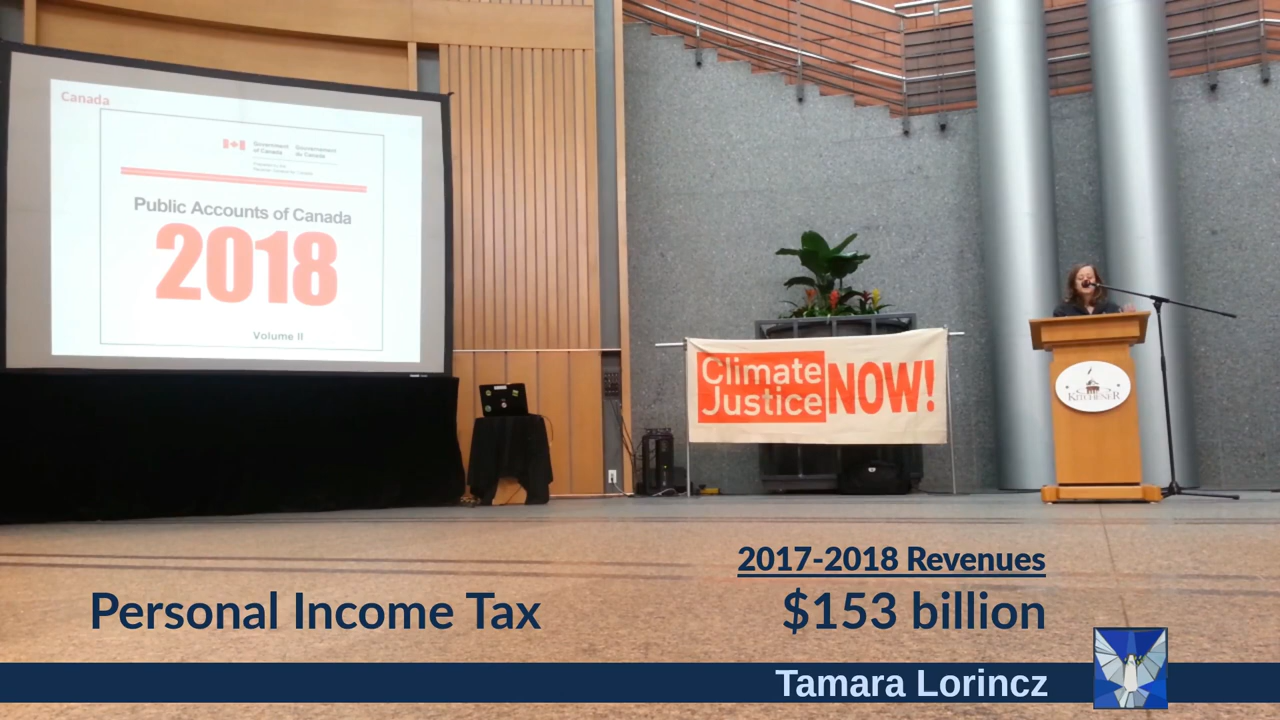 Canada
Government of Canada
Gouvernement du Canada
Public Accounts of Canada
2018
Volume II
Climate
Justice
NOW!
KITCHENER
2017-2018 Revenues
Personal Income Tax
$153 billion
Tamara Lorincz